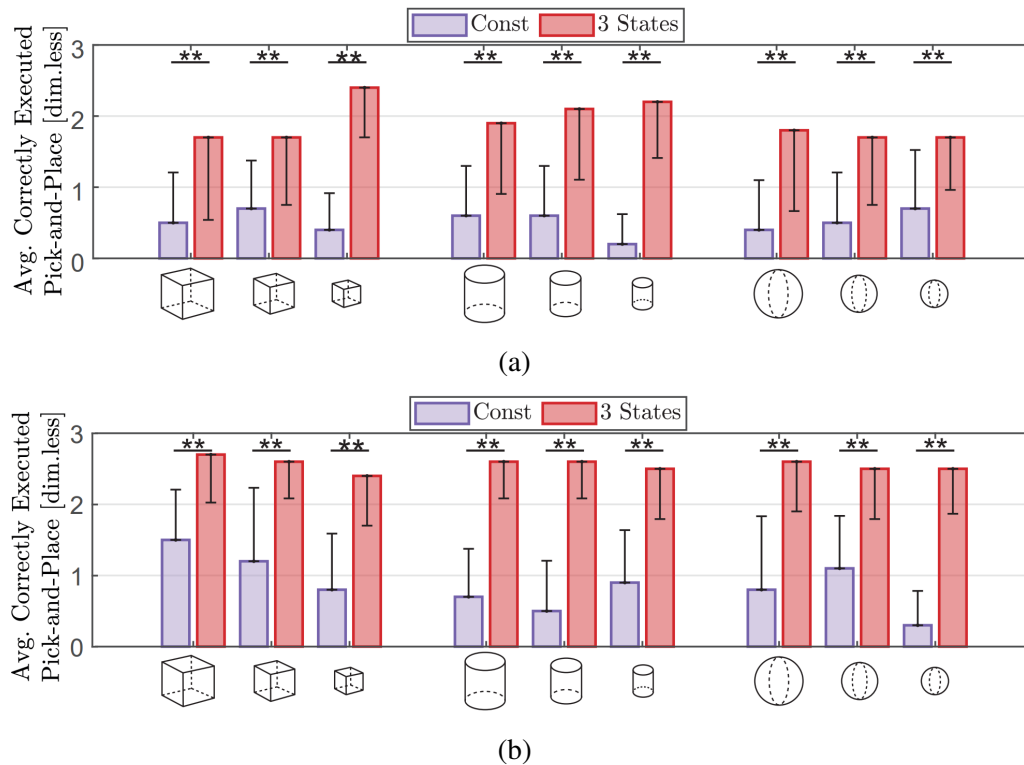 Const 3 States
Avg. Correctly Executed
Pick-and-Place [dim.less]
3
2
1
0
** ** ** ** ** ** ** ** **
(a)
Const 3 States
Avg. Correctly Executed
Pick-and-Place [dim.less]
3
2
1
0
** ** ** ** ** ** ** ** **
(b)